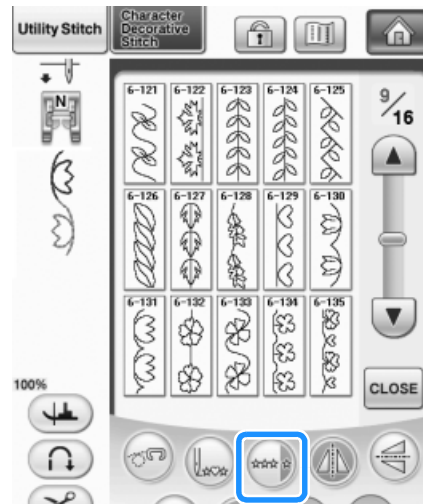 Utility Stitch
Character
Decorative
Stitch
N
6-121 6-122 6-123 6-124 6-125
9/16
6-126 6-127 6-128 6-129 6-130
6-131 6-132 6-133 6-134 6-135
100%
CLOSE